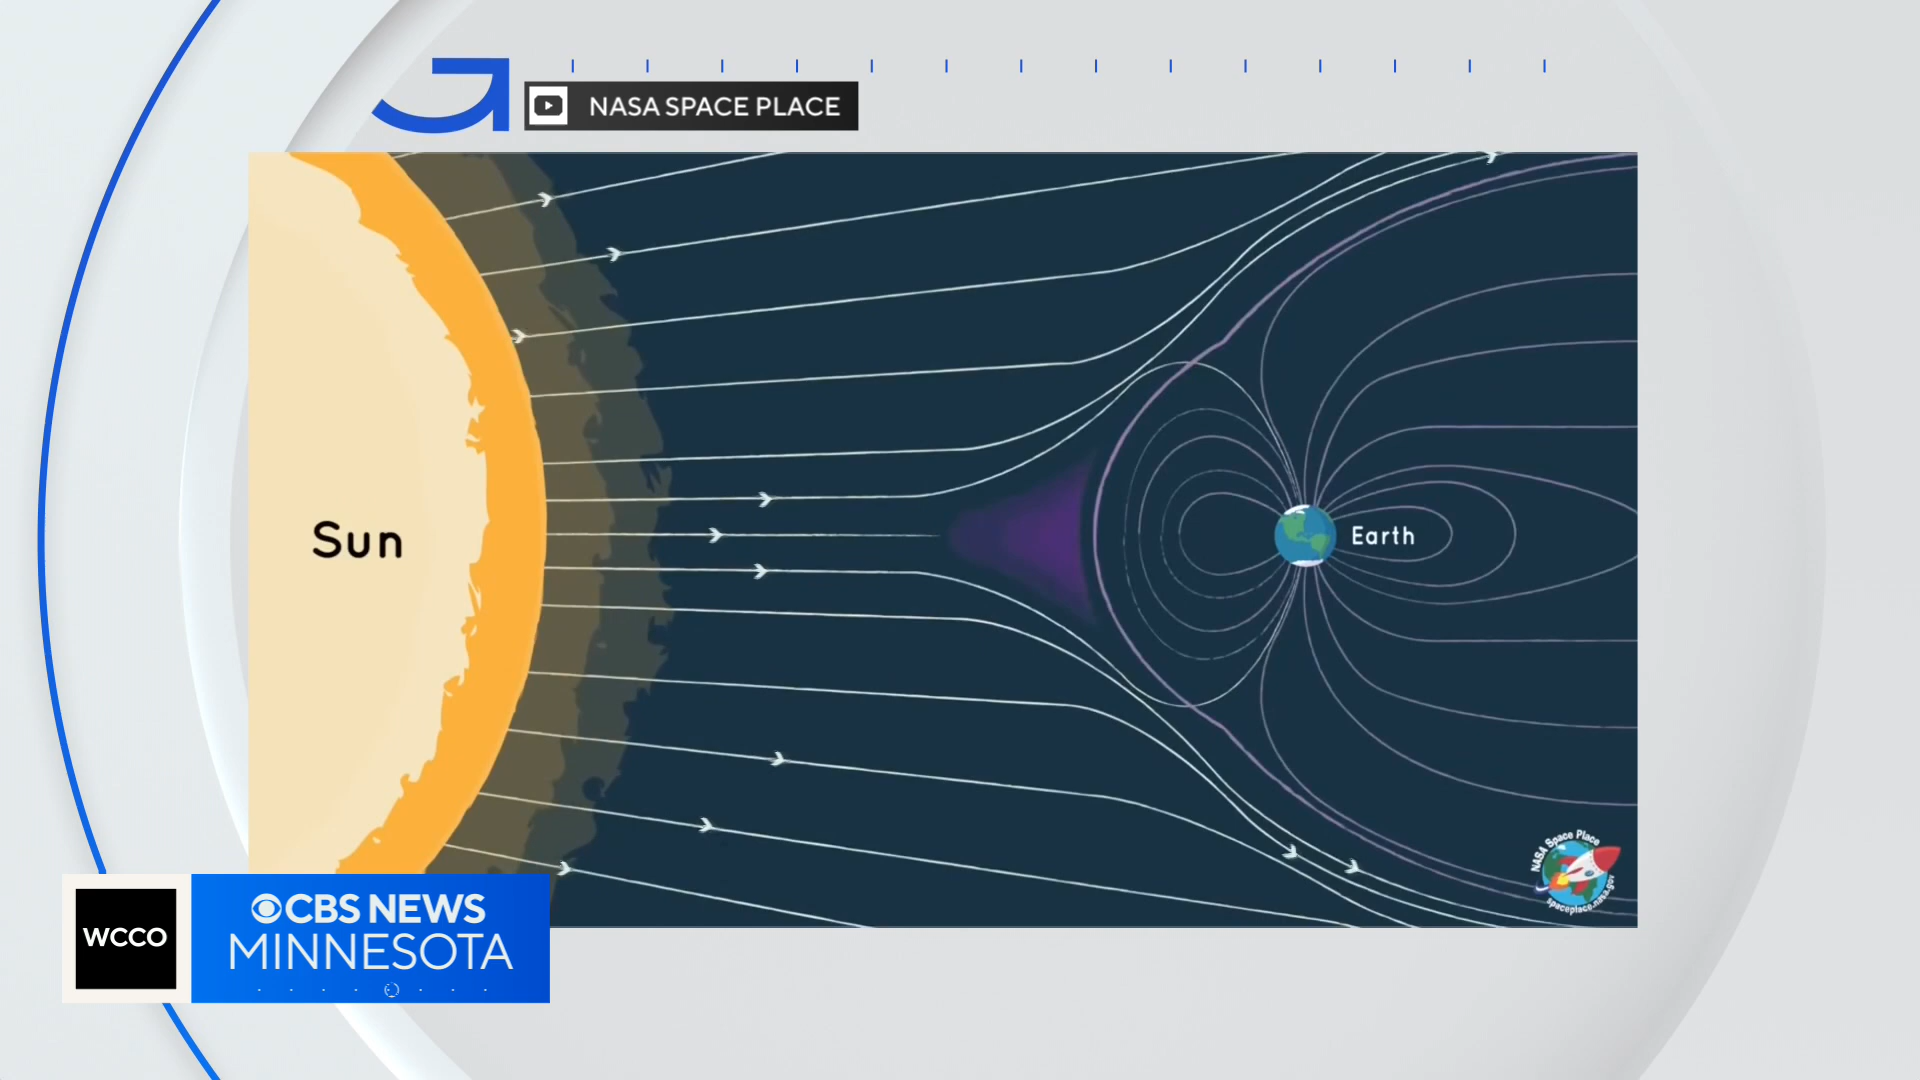 NASA SPACE PLACE
Sun
Earth
NASA Space Place
spaceplace.nasa.gov
WCCO
CBS NEWS
MINNESOTA